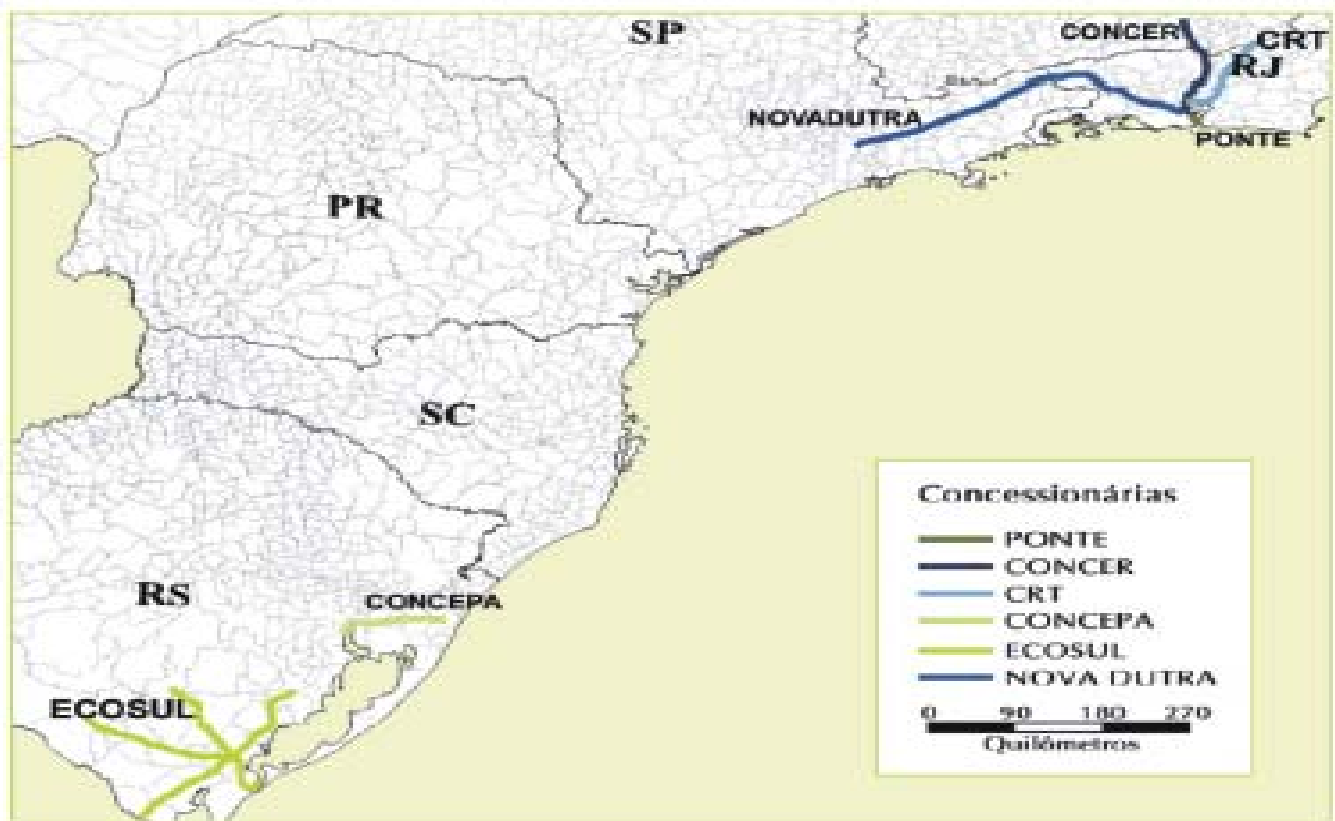 SP
CONCER
CRT
RJ
NOVADUTRA
PONTE
PR
SC
RS
CONCEPA
ECOSUL
Concessionárias
PONTE
CONCER
CRT
CONCEPA
ECOSUL
NOVA DUTRA
0 90 180 270
Quilômetros